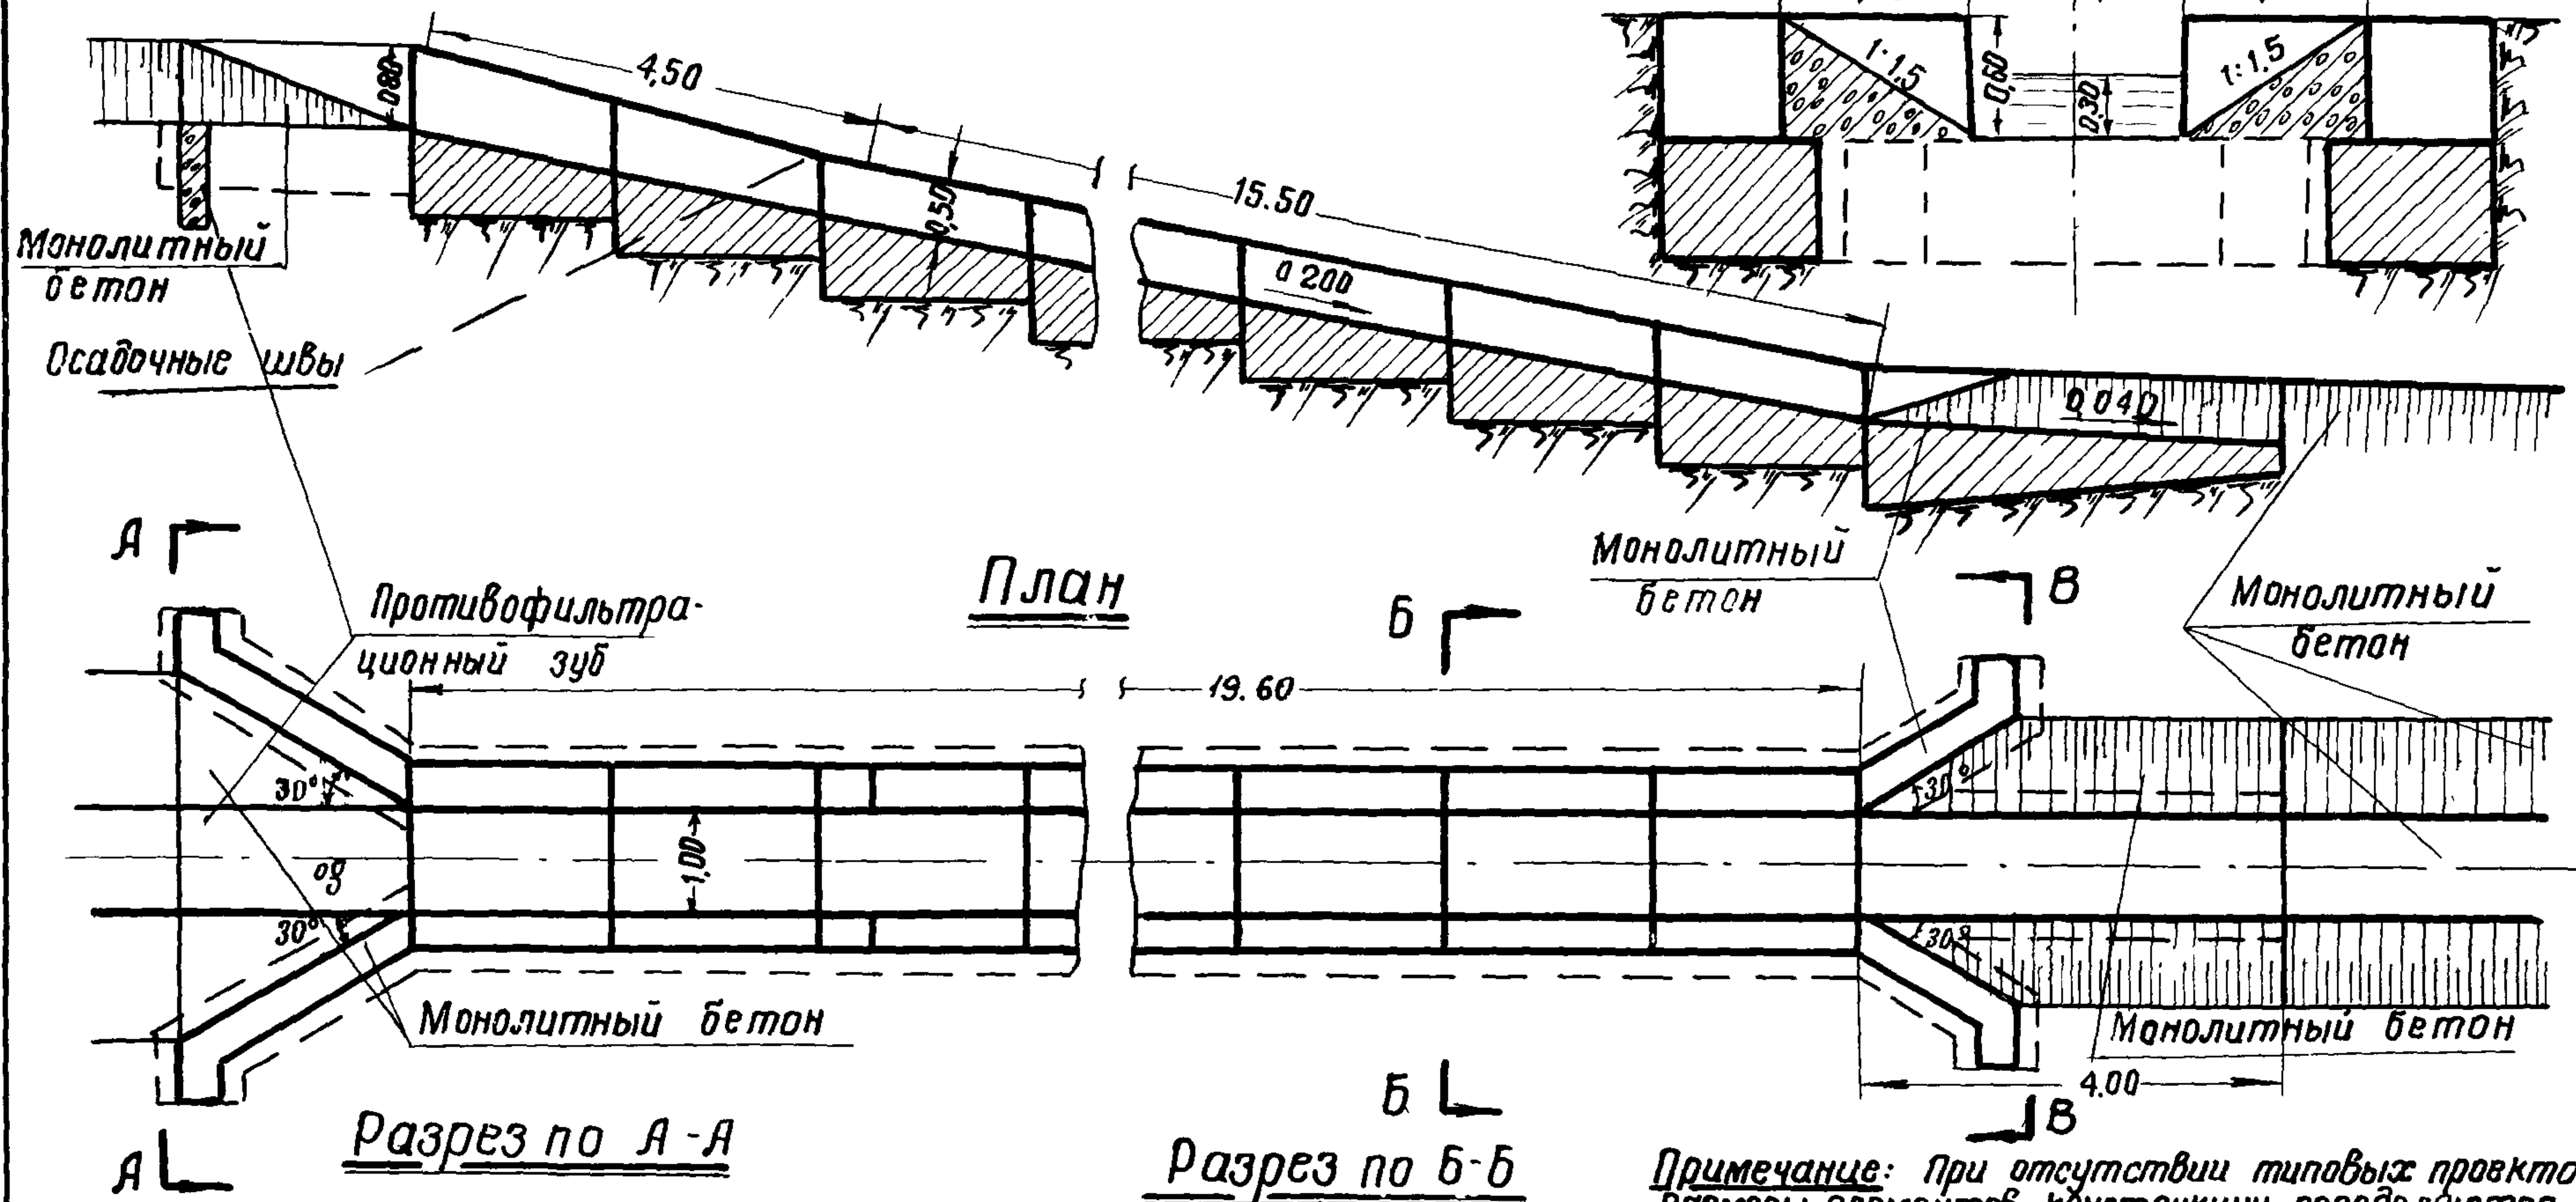 4,50
0,80
0,50
15.50
0 200
0 040
1:1,5
0,60
0,30
1:1,5
Монолитный
бетон
Осадочные швы
А
Противофильтра-
ционный зуб
План
Б
Монолитный
бетон
В
Монолитный
бетон
19.60
30°
30°
1,00
30°
30°
Монолитный бетон
Монолитный бетон
4.00
А
Разрез по А-А
Б
Разрез по Б-Б
В
Примечание: При отсутствии типовых проекто